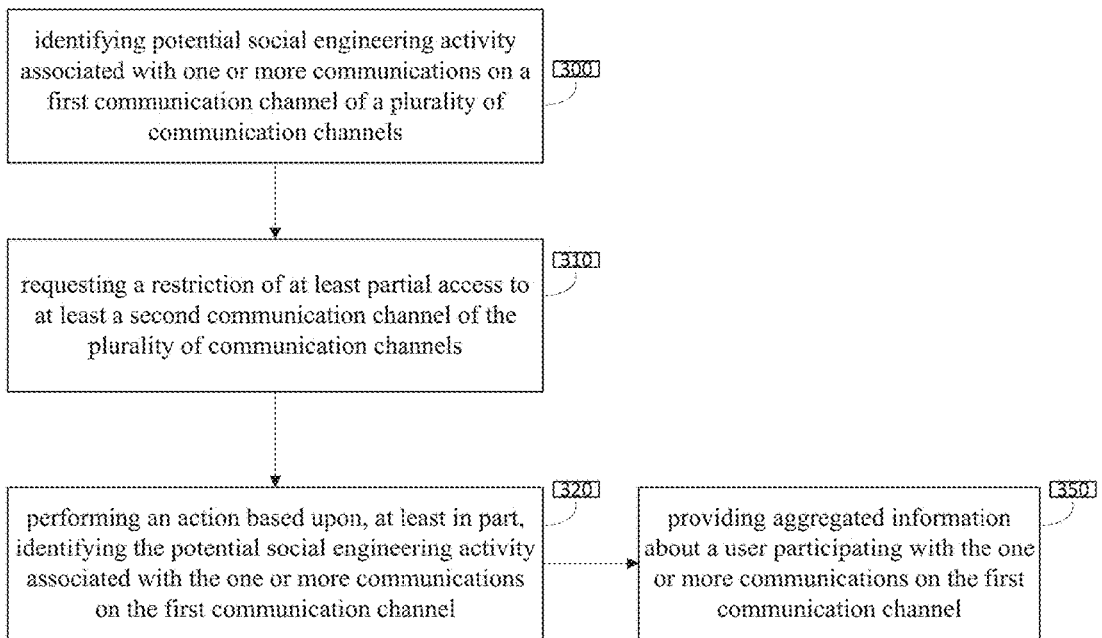 identifying potential social engineering activity
associated with one or more communications on a
first communication channel of a plurality of
communication channels
300
requesting a restriction of at least partial access to
at least a second communication channel of the
plurality of communication channels
310
performing an action based upon, at least in part,
identifying the potential social engineering activity
associated with the one or more communications
on the first communication channel
320
providing aggregated information
about a user participating with the one
or more communications on the first
communication channel
350